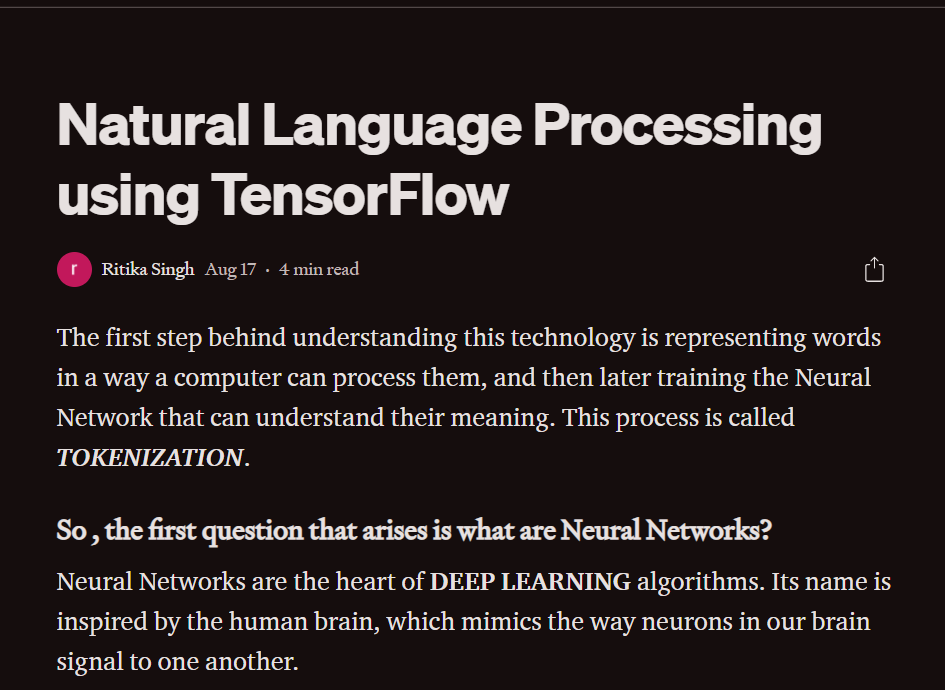 Natural Language Processing
using TensorFlow
r Ritika Singh Aug 17 · 4 min read
The first step behind understanding this technology is representing words
in a way a computer can process them, and then later training the Neural
Network that can understand their meaning. This process is called
TOKENIZATION.
So , the first question that arises is what are Neural Networks?
Neural Networks are the heart of DEEP LEARNING algorithms. Its name is
inspired by the human brain, which mimics the way neurons in our brain
signal to one another.